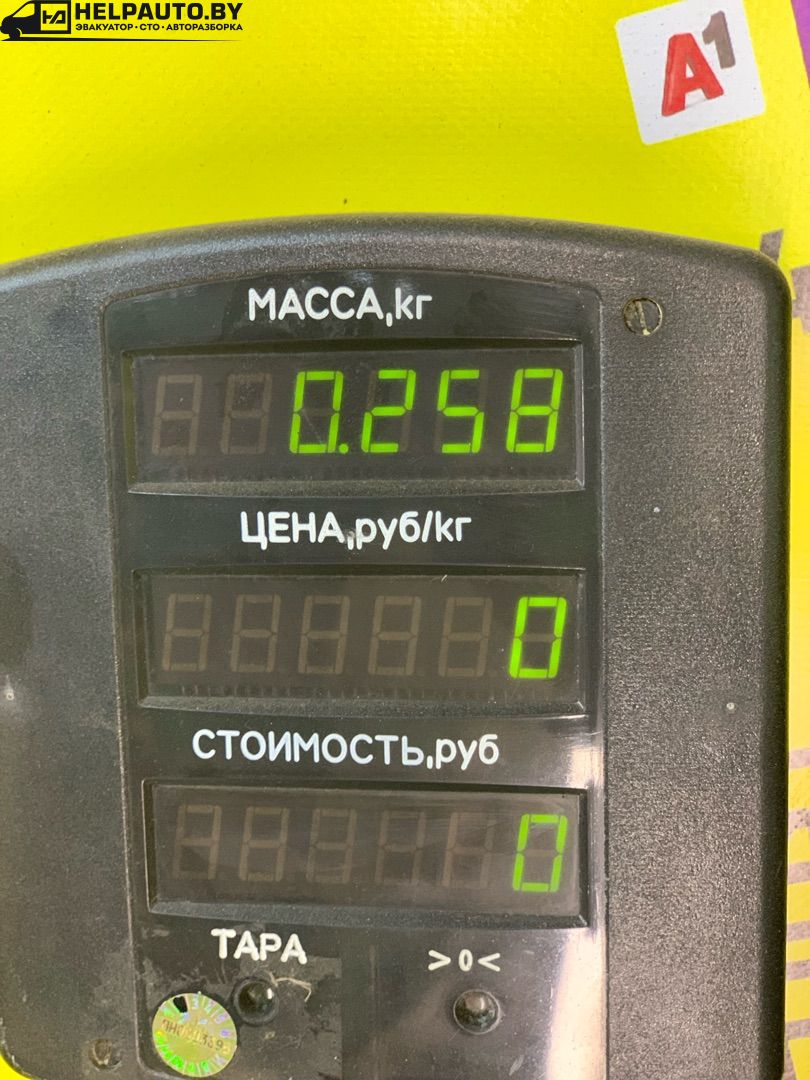 HELPAUTO.BY
ЭВАКУАТОР • СТО • АВТОРАЗБОРКА
A1
МАССА,кг
0.258
ЦЕНА,руб/кг
0
СТОИМОСТЬ,руб
0
ТАРА
>0<